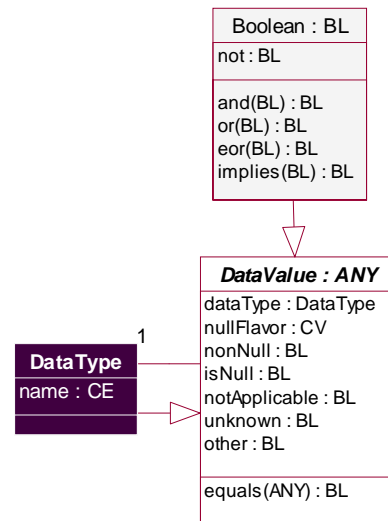 Boolean : BL
not : BL
and(BL) : BL
or(BL) : BL
eor(BL) : BL
implies(BL) : BL
DataValue : ANY
dataType : DataType
nullFlavor : CV
nonNull : BL
isNull : BL
notApplicable : BL
unknown : BL
other : BL
equals(ANY) : BL
1
DataType
name : CE